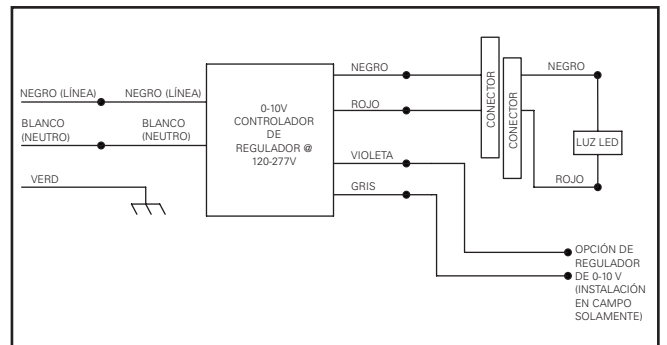 NEGRO (LÍNEA)
NEGRO (LÍNEA)
BLANCO
(NEUTRO)
BLANCO
(NEUTRO)
VERD
0-10V
CONTROLADOR
DE
REGULADOR @
120-277V
NEGRO
ROJO
VIOLETA
GRIS
CONECTOR
CONECTOR
NEGRO
LUZ LED
ROJO
OPCIÓN DE
REGULADOR
DE 0-10 V
(INSTALACIÓN
EN CAMPO
SOLAMENTE)